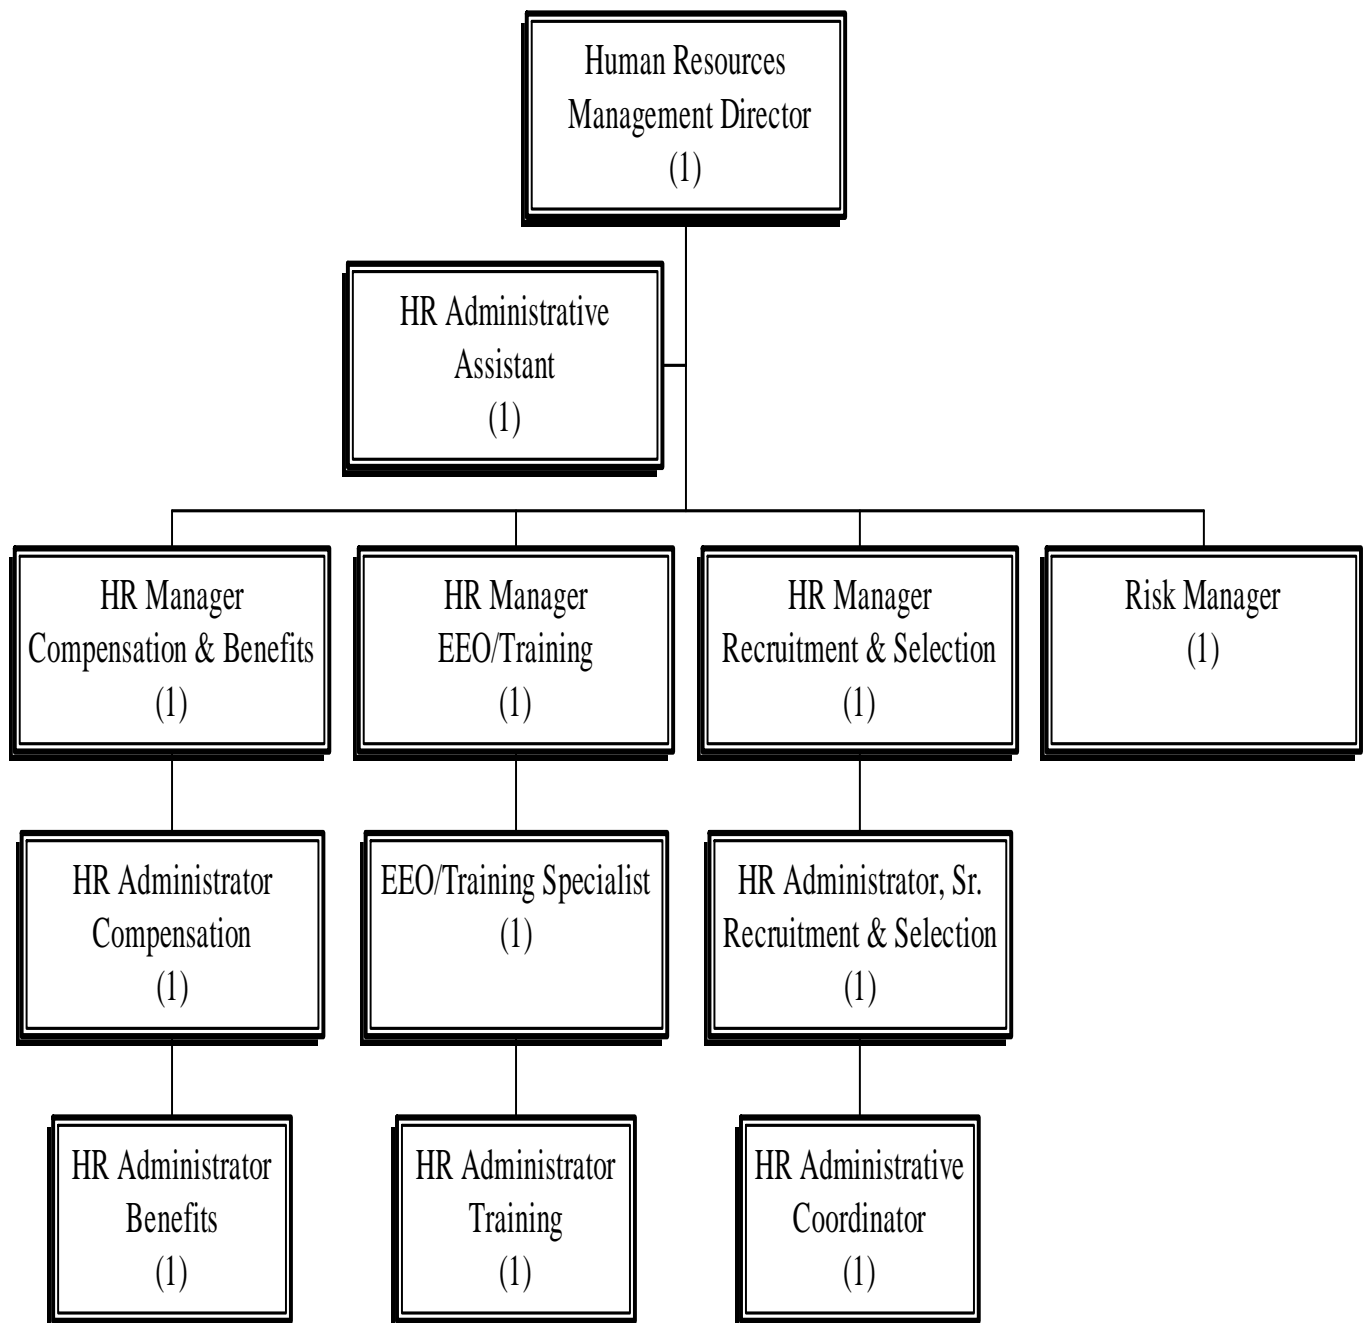 Human Resources
Management Director
(1)
HR Administrative
Assistant
(1)
HR Manager
Compensation & Benefits
(1)
HR Manager
EEO/Training
(1)
HR Manager
Recruitment & Selection
(1)
Risk Manager
(1)
HR Administrator
Compensation
(1)
EEO/Training Specialist
(1)
HR Administrator, Sr.
Recruitment & Selection
(1)
HR Administrator
Benefits
(1)
HR Administrator
Training
(1)
HR Administrative
Coordinator
(1)